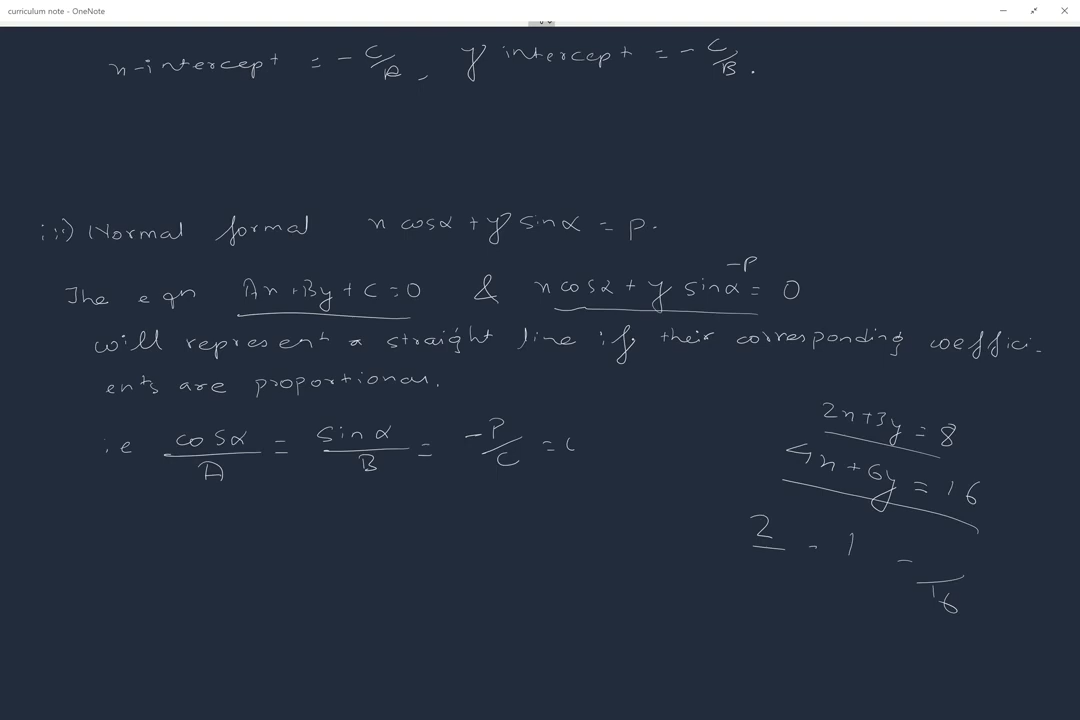 curriculum note - OneNote
x-intercept = - C/A, y intercept = - C/B.
iii) Normal formal x cosα + y sinα = p.
The eqn Ax + By + C = 0 & x cosα + y sinα - P = 0
will represent a straight line if their corresponding coeffici-
ents are proportional.
i.e cosα/A = sinα/B = -P/C = (
2x + 3y = 8
4x + 6y = 16
2 - 1 - /16